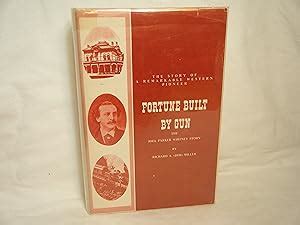 THE STORY OF
A REMARKABLE WESTERN
PIONEER
FORTUNE BUILT
BY GUN
THE
JOEL PARKER WHITNEY STORY
BY
RICHARD A. MILLER